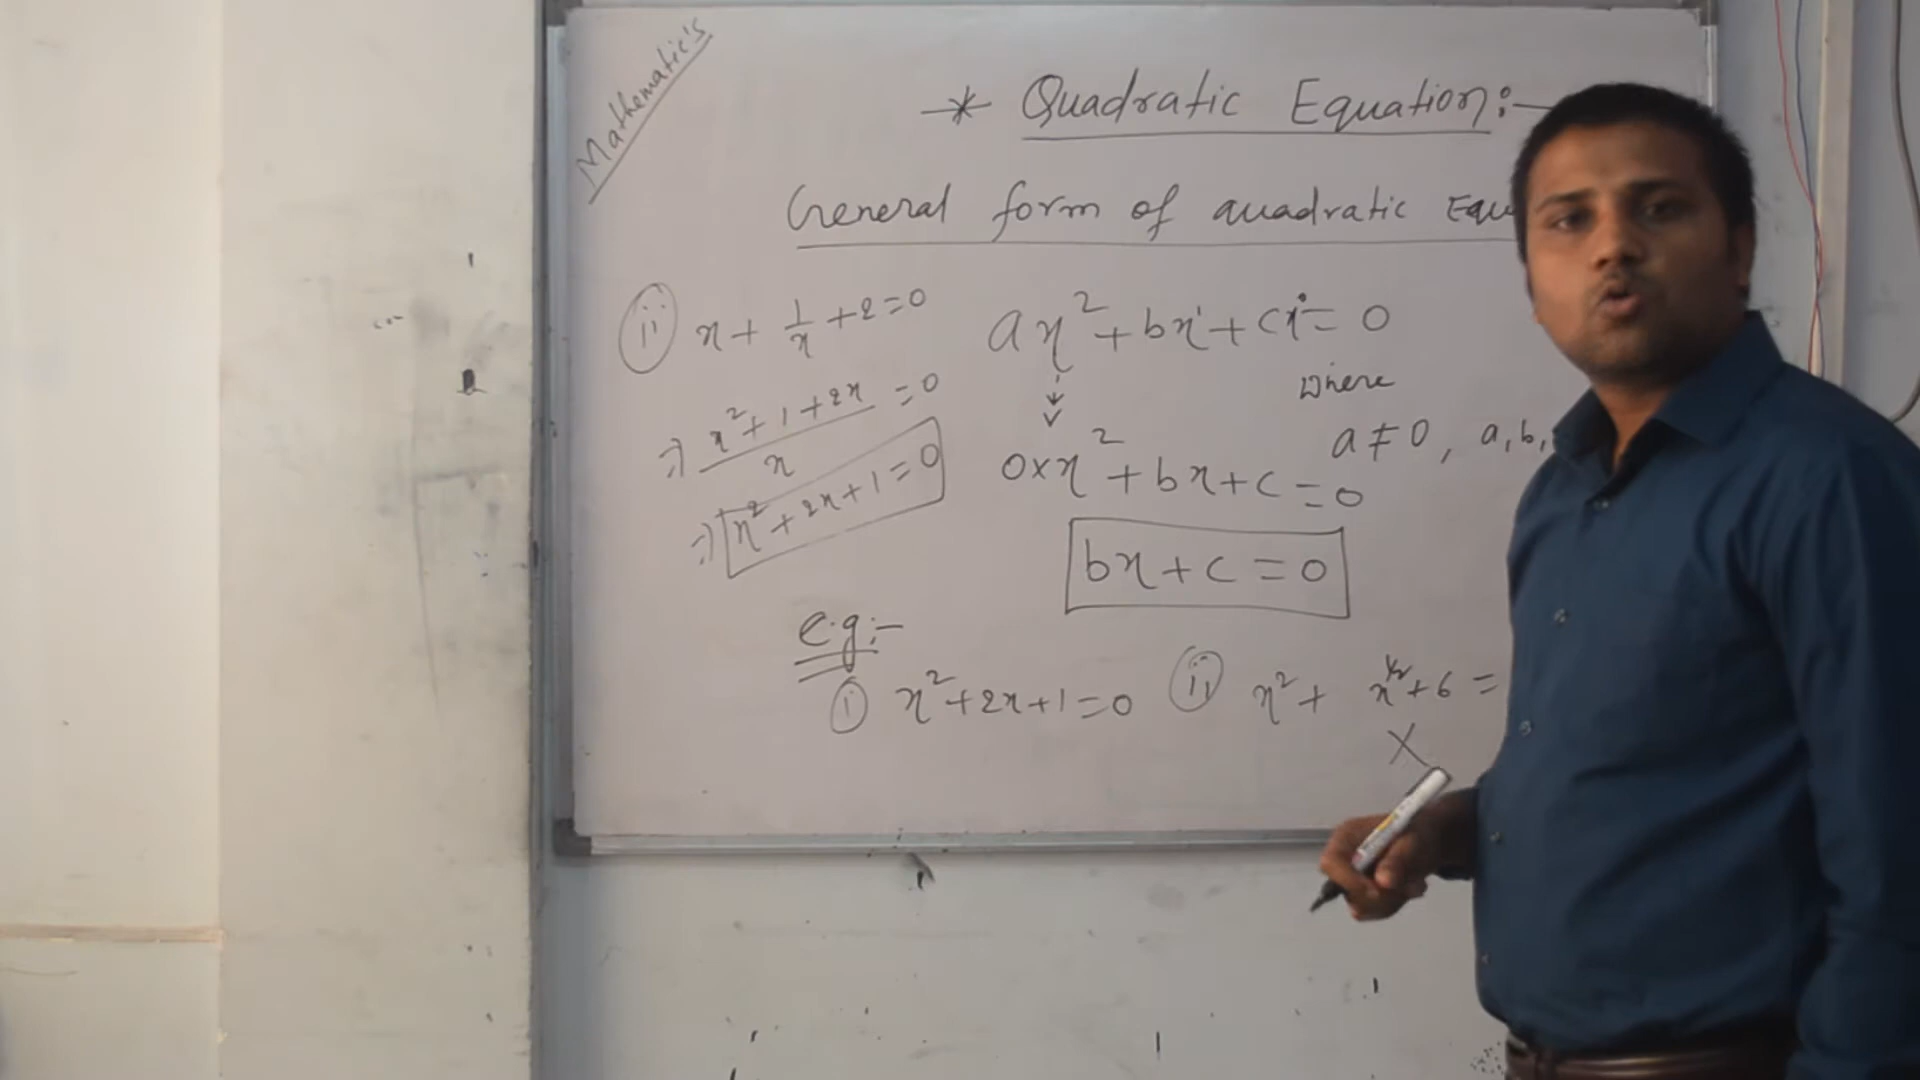 Mathematic's
* Quadratic Equation:-
General form of quadratic Equ
ax²+bx¹+cx⁰=0
where
a≠0, a,b,
0×x²+bx+c=0
bx+c=0
(ii) x+1/x+2=0
=) x²+1+2x/x=0
=) x²+2x+1=0
e.g:-
(i) x²+2x+1=0 (ii) x²+ x^1/2+6=
X